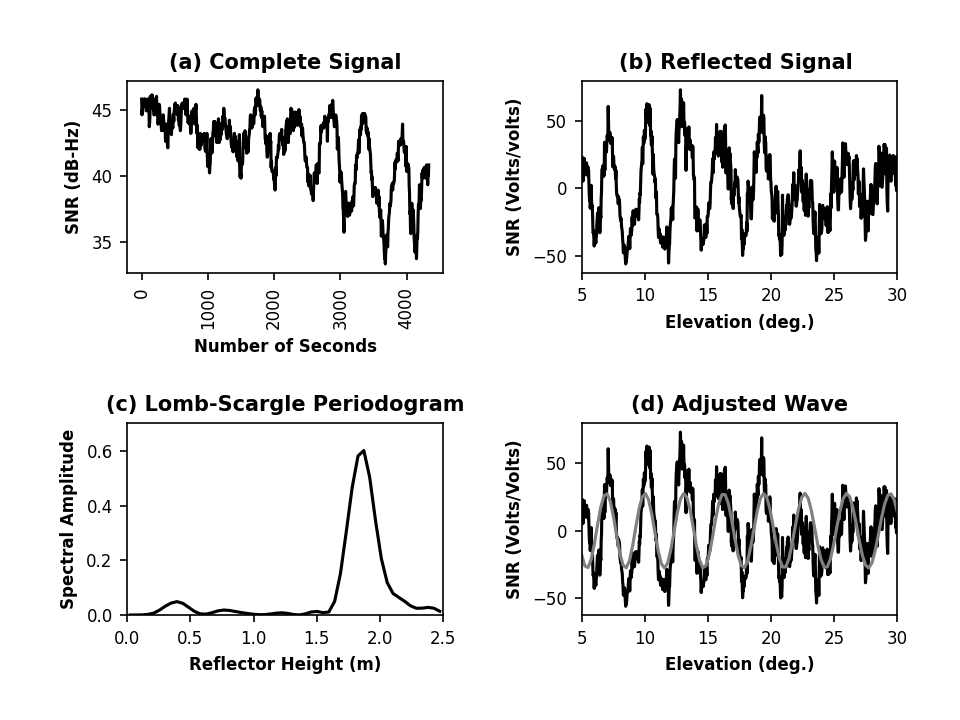 (a) Complete Signal
SNR (dB-Hz)
45
40
35
0
1000
2000
3000
4000
Number of Seconds
(b) Reflected Signal
SNR (Volts/volts)
50
0
−50
5 10 15 20 25 30
Elevation (deg.)
(c) Lomb-Scargle Periodogram
Spectral Amplitude
0.6
0.4
0.2
0.0
0.0 0.5 1.0 1.5 2.0 2.5
Reflector Height (m)
(d) Adjusted Wave
SNR (Volts/Volts)
50
0
−50
5 10 15 20 25 30
Elevation (deg.)